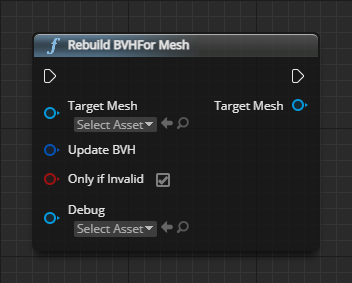 f Rebuild BVHFor Mesh
Target Mesh Target Mesh
Select Asset
Update BVH
Only if Invalid
Debug
Select Asset